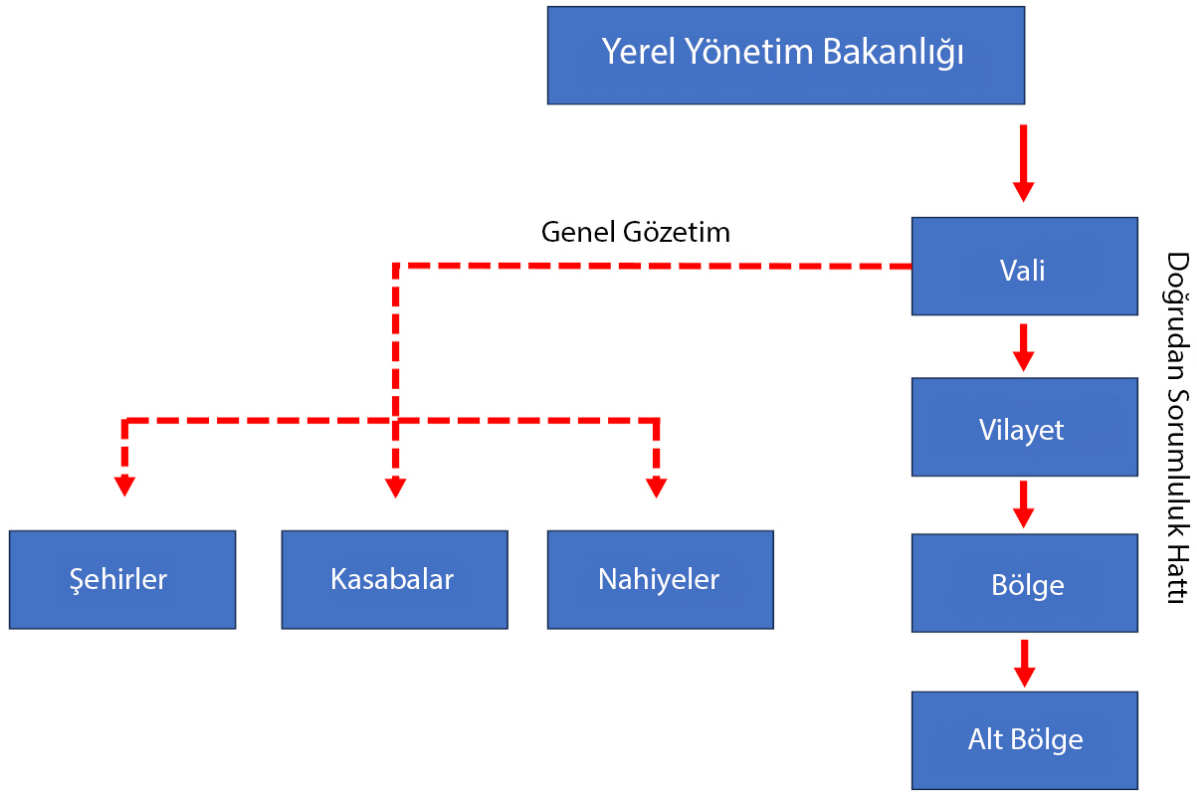 Yerel Yönetim Bakanlığı
Genel Gözetim
Vali
Doğrudan Sorumluluk Hattı
Vilayet
Şehirler
Kasabalar
Nahiyeler
Bölge
Alt Bölge